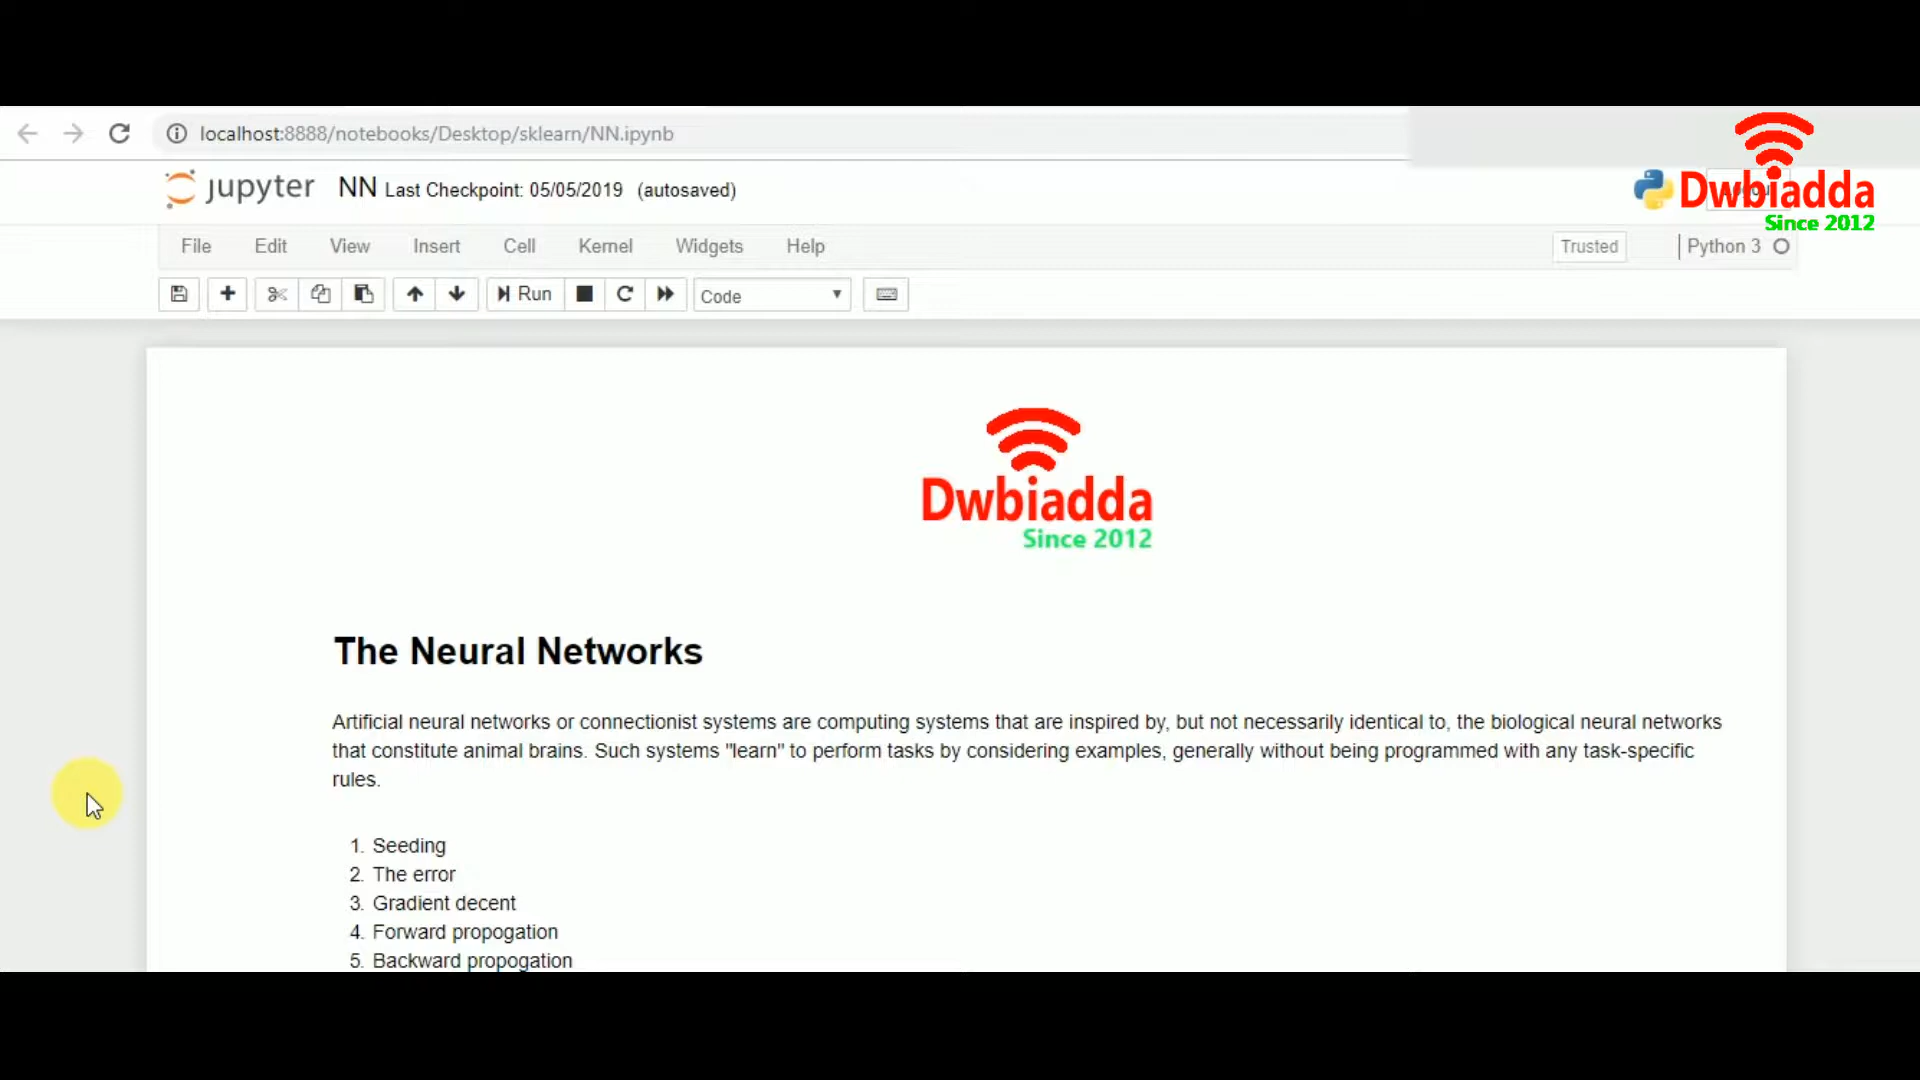 localhost:8888/notebooks/Desktop/sklearn/NN.ipynb
jupyter NN Last Checkpoint: 05/05/2019 (autosaved)
Dwbiadda
Since 2012
File Edit View Insert Cell Kernel Widgets Help Trusted Python 3
Run Code
Dwbiadda
Since 2012
The Neural Networks
Artificial neural networks or connectionist systems are computing systems that are inspired by, but not necessarily identical to, the biological neural networks
that constitute animal brains. Such systems "learn" to perform tasks by considering examples, generally without being programmed with any task-specific
rules.
1. Seeding
2. The error
3. Gradient decent
4. Forward propogation
5. Backward propogation